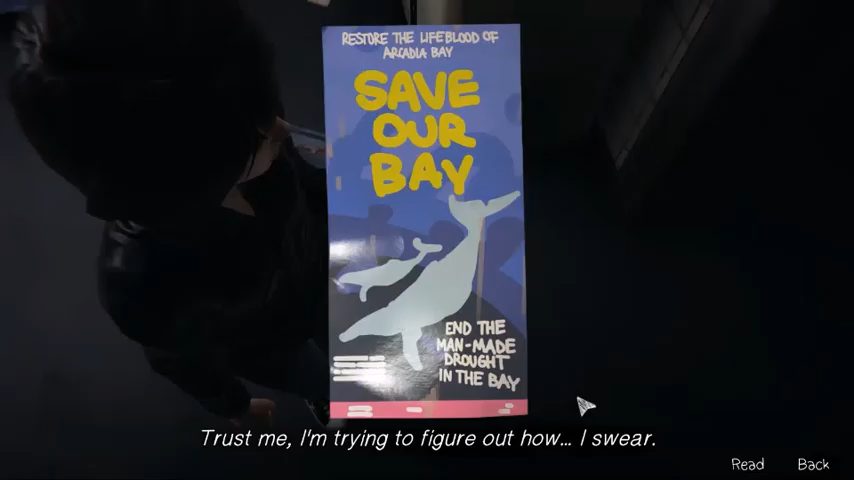 RESTORE THE LIFEBLOOD OF
ARCADIA BAY
SAVE
OUR
BAY
END THE
MAN-MADE
DROUGHT
IN THE BAY
Trust me, I'm trying to figure out how... I swear.
Read Back